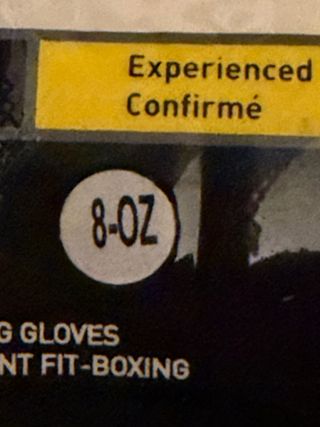 Experienced
Confirmé
8-OZ
G GLOVES
NT FIT-BOXING